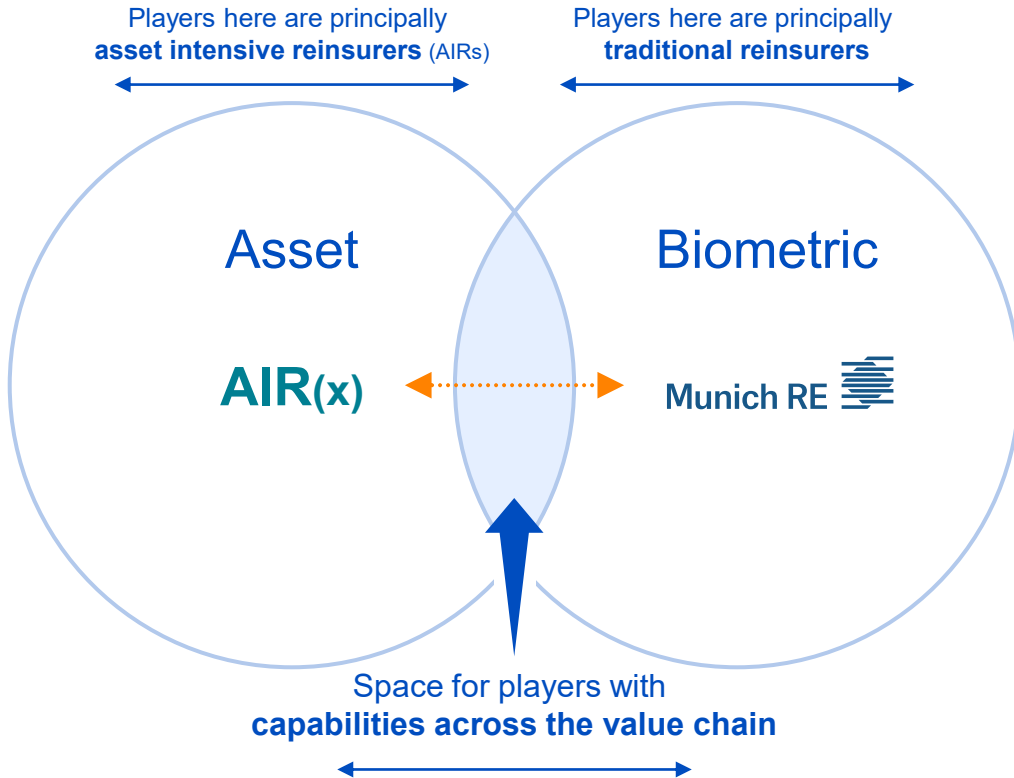 Players here are principally
asset intensive reinsurers (AIRs)
Players here are principally
traditional reinsurers
Asset
Biometric
AIR(x)
Munich RE
Space for players with
capabilities across the value chain